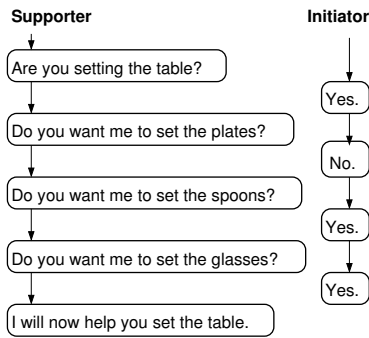 Supporter Initiator
Are you setting the table?
Yes.
Do you want me to set the plates?
No.
Do you want me to set the spoons?
Yes.
Do you want me to set the glasses?
Yes.
I will now help you set the table.